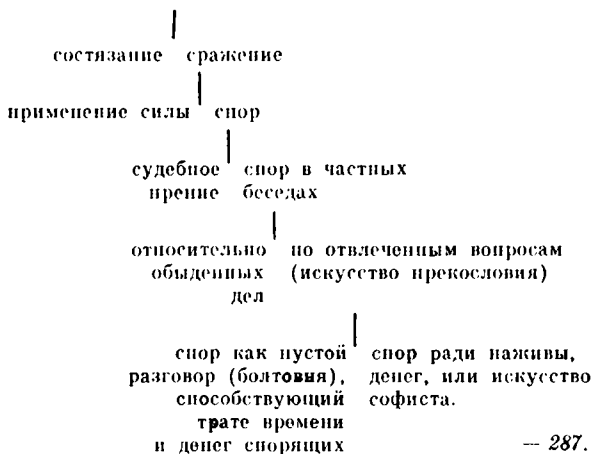 состязание сражение
применение силы спор
судебное спор в частных
прение беседах
относительно по отвлеченным вопросам
обыденных (искусство прекословия)
дел
спор как пустой спор ради наживы,
разговор (болтовня), денег, или искусство
способствующий софиста.
трате времени
и денег спорящих — 287.